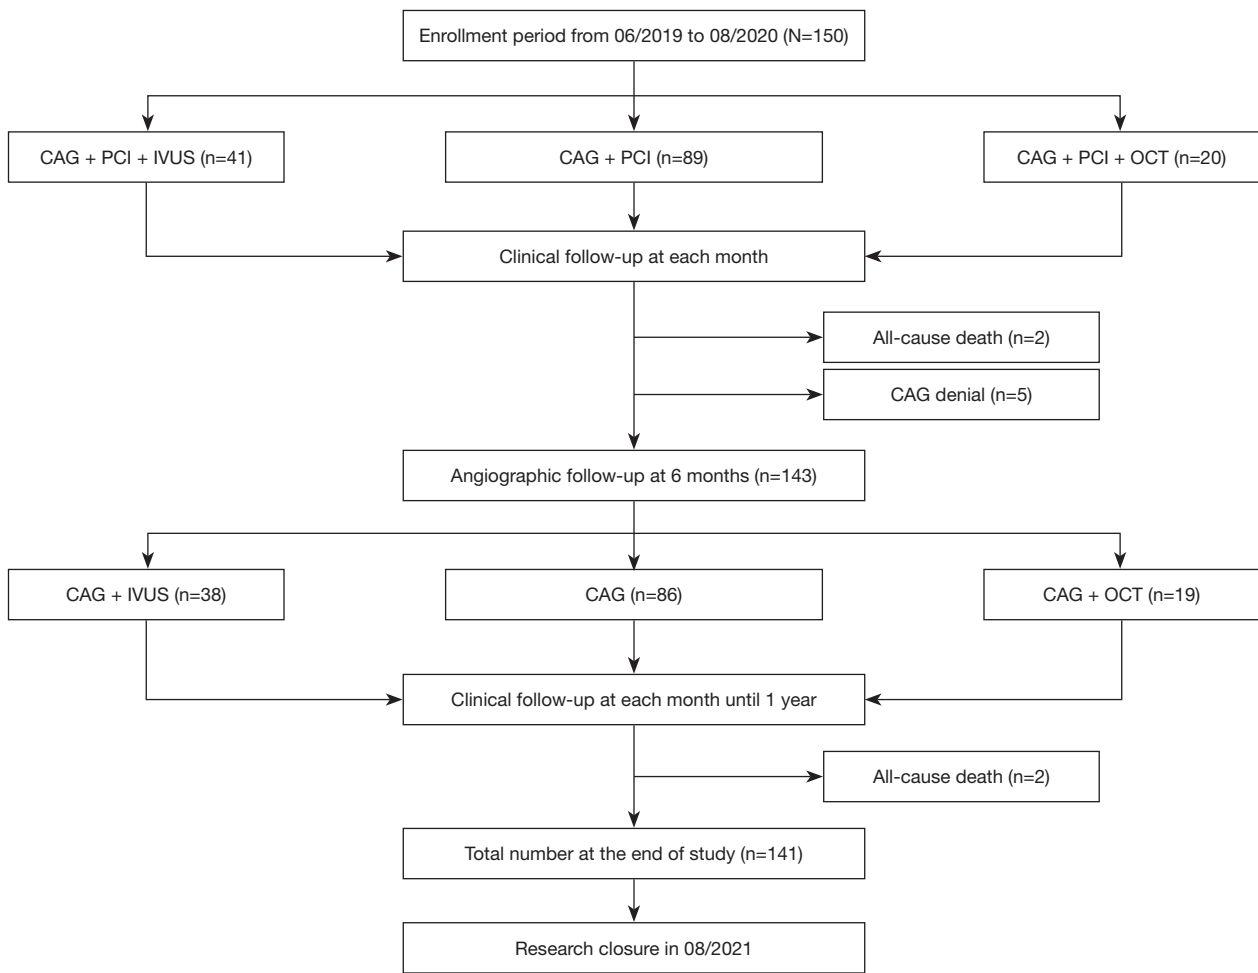 Enrollment period from 06/2019 to 08/2020 (N=150)
CAG + PCI + IVUS (n=41)
CAG + PCI (n=89)
CAG + PCI + OCT (n=20)
Clinical follow-up at each month
All-cause death (n=2)
CAG denial (n=5)
Angiographic follow-up at 6 months (n=143)
CAG + IVUS (n=38)
CAG (n=86)
CAG + OCT (n=19)
Clinical follow-up at each month until 1 year
All-cause death (n=2)
Total number at the end of study (n=141)
Research closure in 08/2021